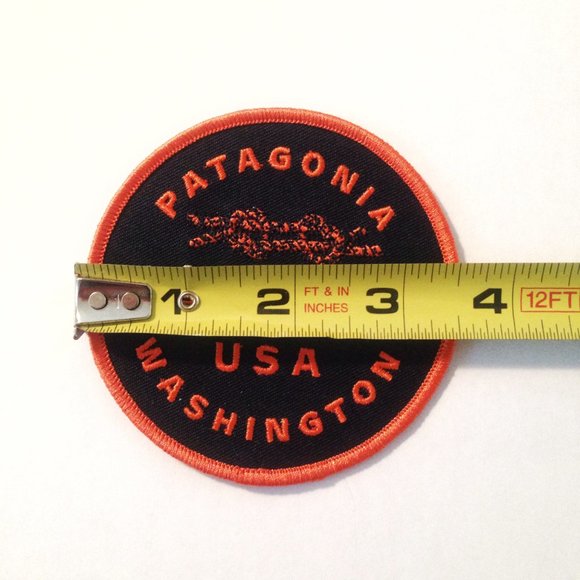 PATAGONIA
1 2 FT & IN INCHES 3 4 12FT
USA
WASHINGTON